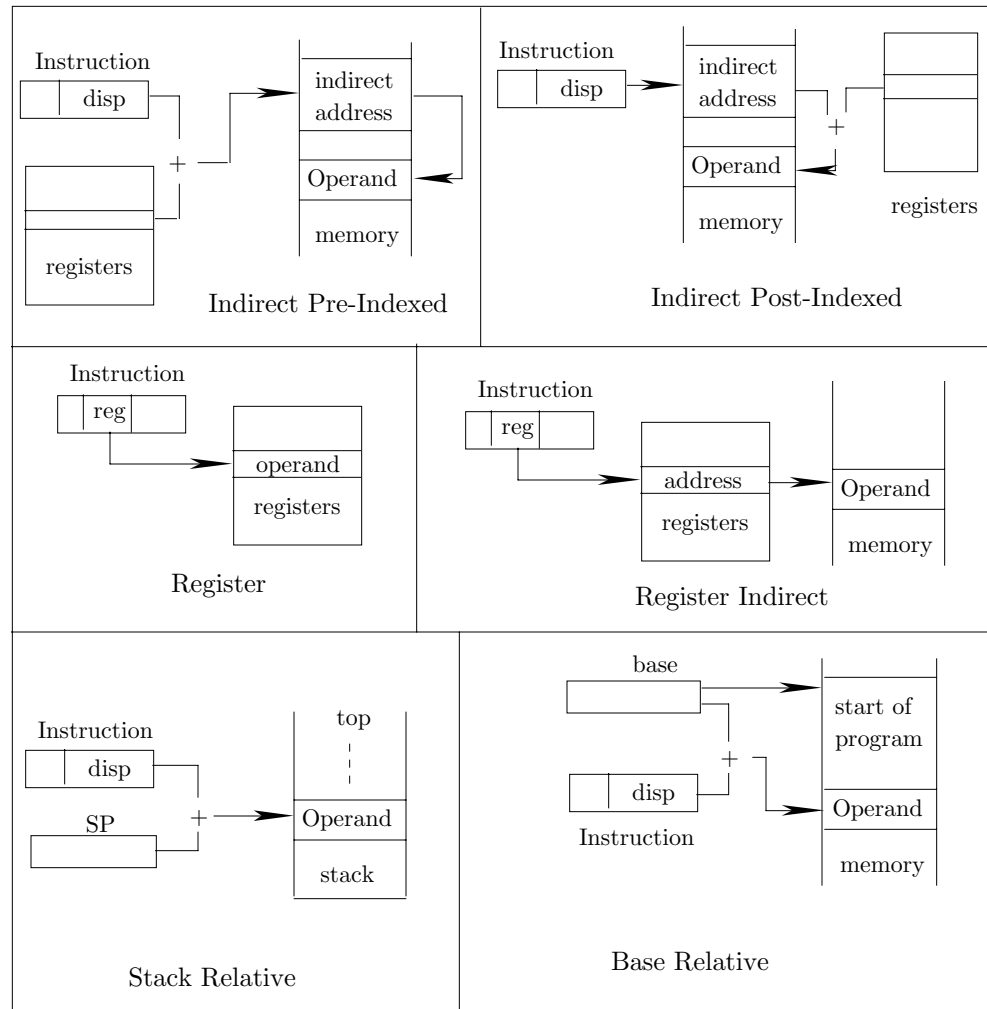 Instruction
disp
+
registers
indirect
address
Operand
memory
Indirect Pre-Indexed
Instruction
disp
indirect
address
+
Operand
memory
registers
Indirect Post-Indexed
Instruction
reg
operand
registers
Register
Instruction
reg
address
registers
Operand
memory
Register Indirect
Instruction
disp
SP
+
top
Operand
stack
Stack Relative
base
+
disp
Instruction
start of
program
Operand
memory
Base Relative